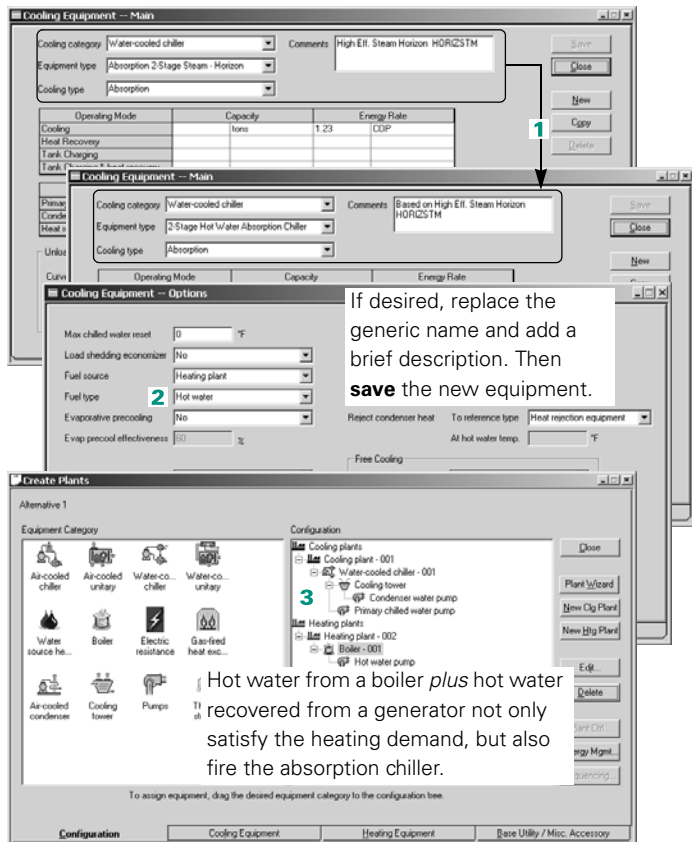 Cooling Equipment -- Main
Cooling category Water-cooled chiller Comments High Eff. Steam Horizon HORIZSTM Save
Equipment type Absorption 2-Stage Steam - Horizon Close
Cooling type Absorption
New
Operating Mode Capacity Energy Rate
Cooling tons 1.23 COP
1
Copy
Heat Recovery
Delete
Tank Charging
Tank Charging & heat recovery
Cooling Equipment -- Main
Cooling category Water-cooled chiller Comments Based on High Eff. Steam Horizon
HORIZSTM
Save
Equipment type 2-Stage Hot Water Absorption Chiller Close
Cooling type Absorption
New
Operating Mode Capacity Energy Rate
Cooling Equipment -- Options
If desired, replace the
generic name and add a
brief description. Then
save the new equipment.
Max chilled water reset 0 °F
Load shedding economizer No
Fuel source Heating plant
2
Fuel type Hot water
Evaporative precooling No
Evap precool effectiveness 60 %
Reject condenser heat To reference type Heat rejection equipment
At hot water temp. °F
Free Cooling
Create Plants
Alternative 1
Equipment Category
Air-cooled chiller
Air-cooled unitary
Water-co... chiller
Water-co... unitary
Water source he...
Boiler
Electric resistance
Gas-fired heat exc...
Air-cooled condenser
Cooling tower
Pumps
Configuration
Cooling plants
Cooling plant - 001
Water-cooled chiller - 001
Cooling tower
3
Condenser water pump
Primary chilled water pump
Heating plants
Heating plant - 002
Boiler - 001
Hot water pump
Close
Plant Wizard
New Clg Plant
New Htg Plant
Edit...
Delete
Hot water from a boiler plus hot water
recovered from a generator not only
satisfy the heating demand, but also
fire the absorption chiller.
To assign equipment, drag the desired equipment category to the configuration tree.
Configuration Cooling Equipment Heating Equipment Base Utility / Misc. Accessory